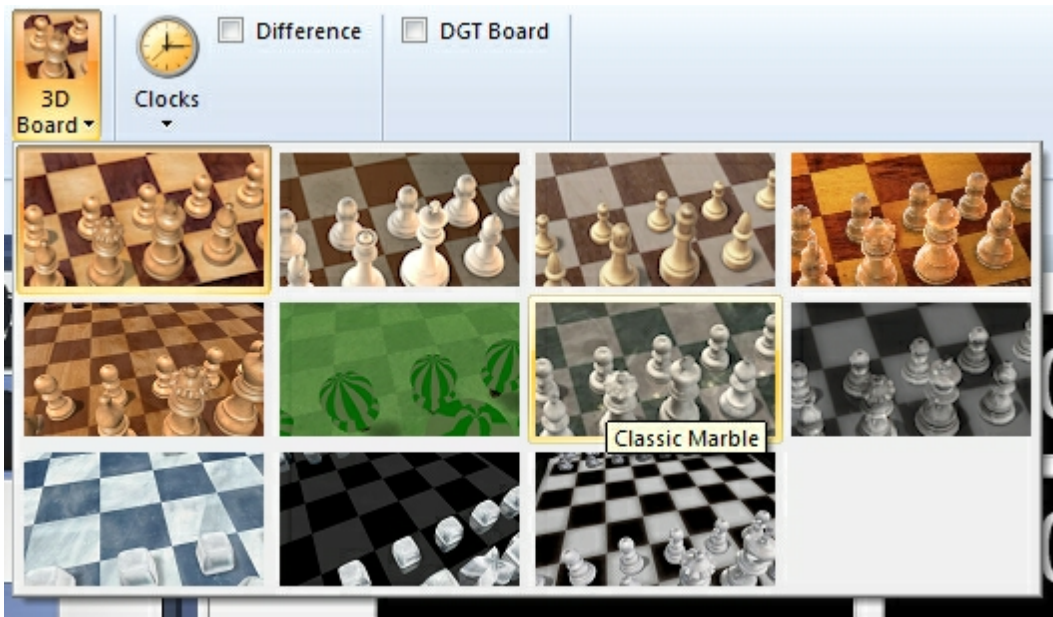 3D
Board
Clocks
Difference
DGT Board
Classic Marble